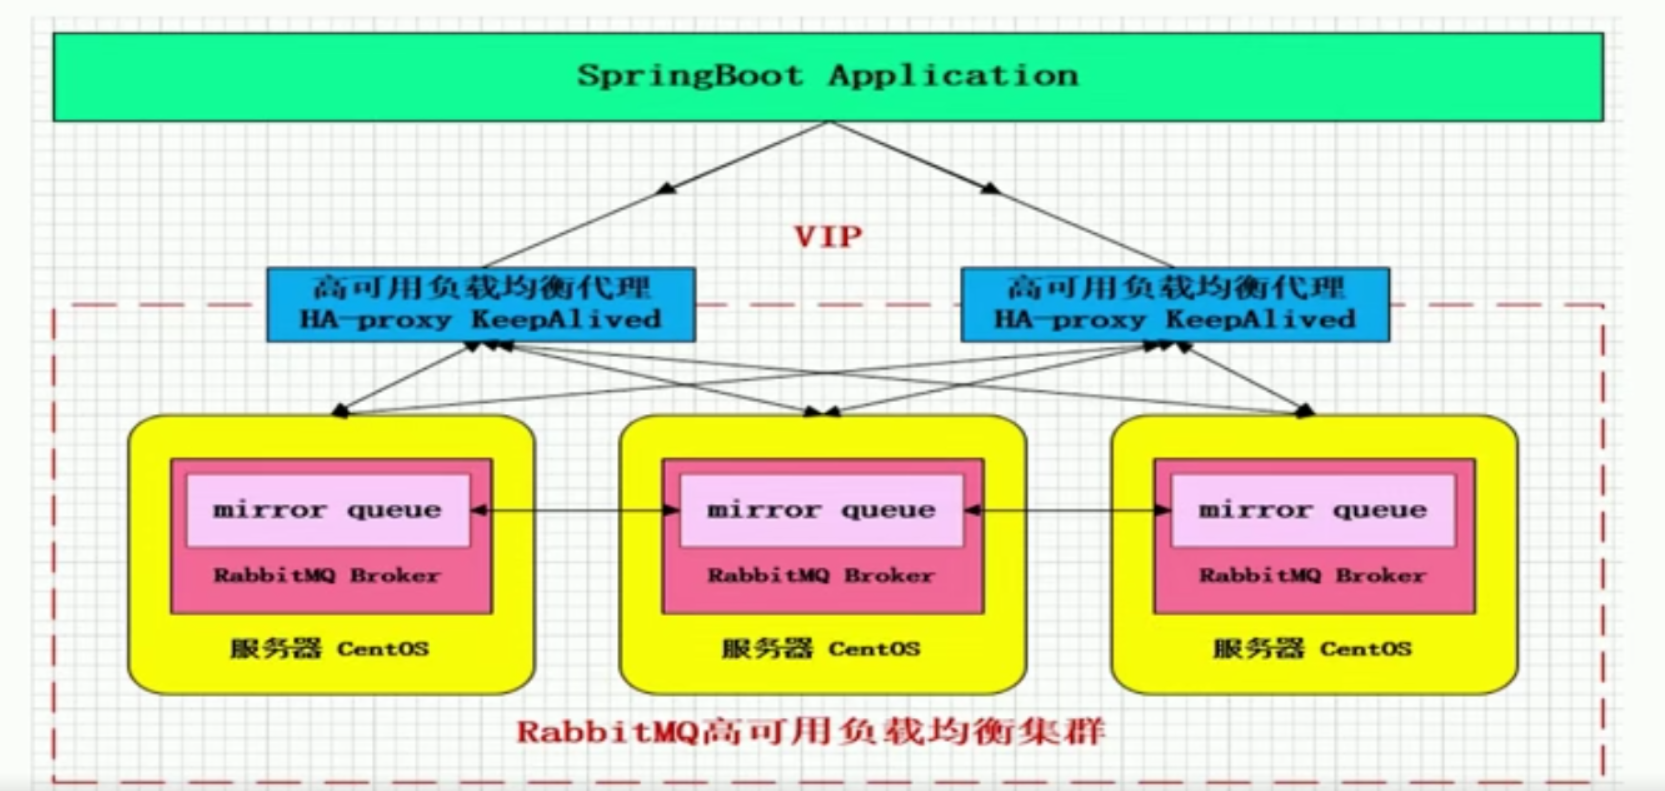 SpringBoot Application
VIP
高可用负载均衡代理
HA-proxy KeepAlived
高可用负载均衡代理
HA-proxy KeepAlived
mirror queue
RabbitMQ Broker
服务器 CentOS
mirror queue
RabbitMQ Broker
服务器 CentOS
mirror queue
RabbitMQ Broker
服务器 CentOS
RabbitMQ高可用负载均衡集群